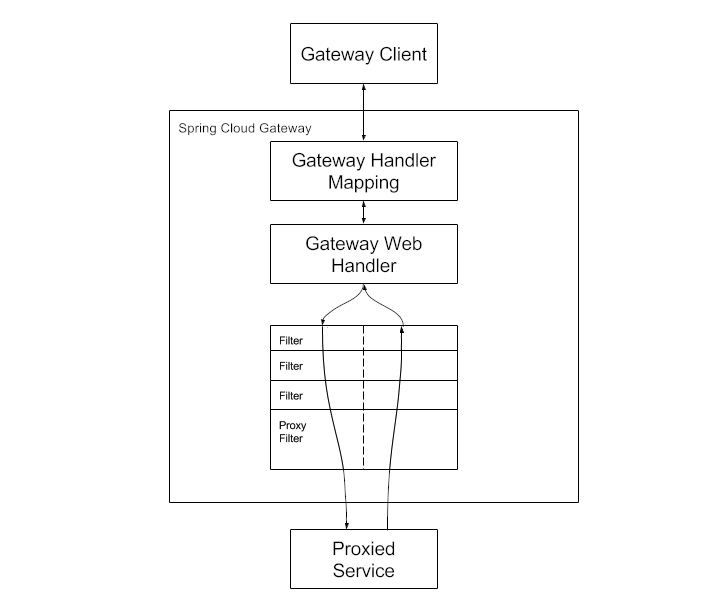 Gateway Client
Spring Cloud Gateway
Gateway Handler
Mapping
Gateway Web
Handler
Filter
Filter
Filter
Proxy
Filter
Proxied
Service